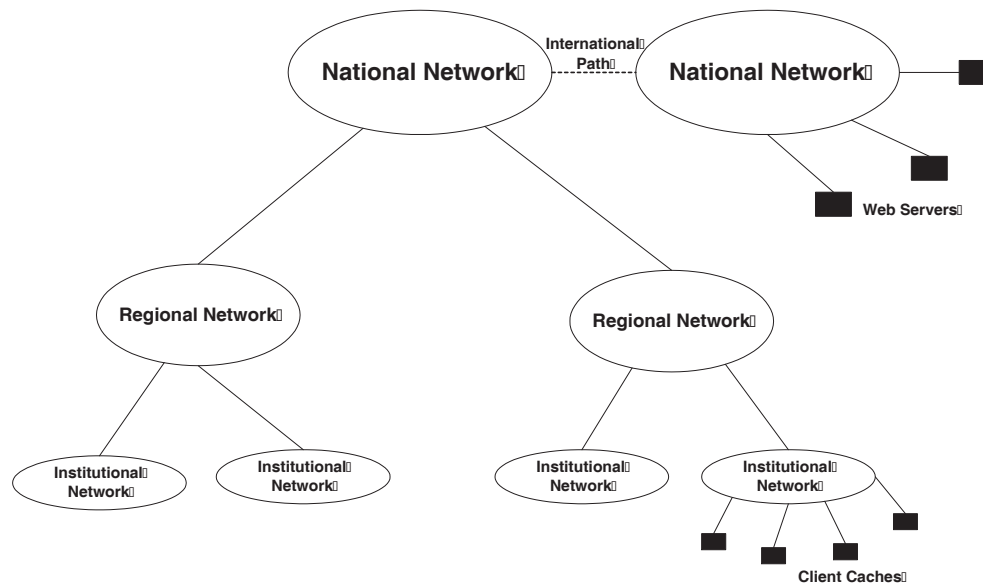 International
Path
National Network
National Network
Web Servers
Regional Network
Regional Network
Institutional
Network
Institutional
Network
Institutional
Network
Institutional
Network
Client Caches